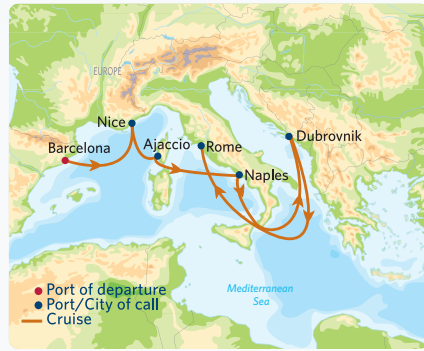 EUROPE
Nice
Barcelona
Ajaccio
Rome
Dubrovnik
Naples
Mediterranean
Sea
Port of departure
Port/City of call
Cruise